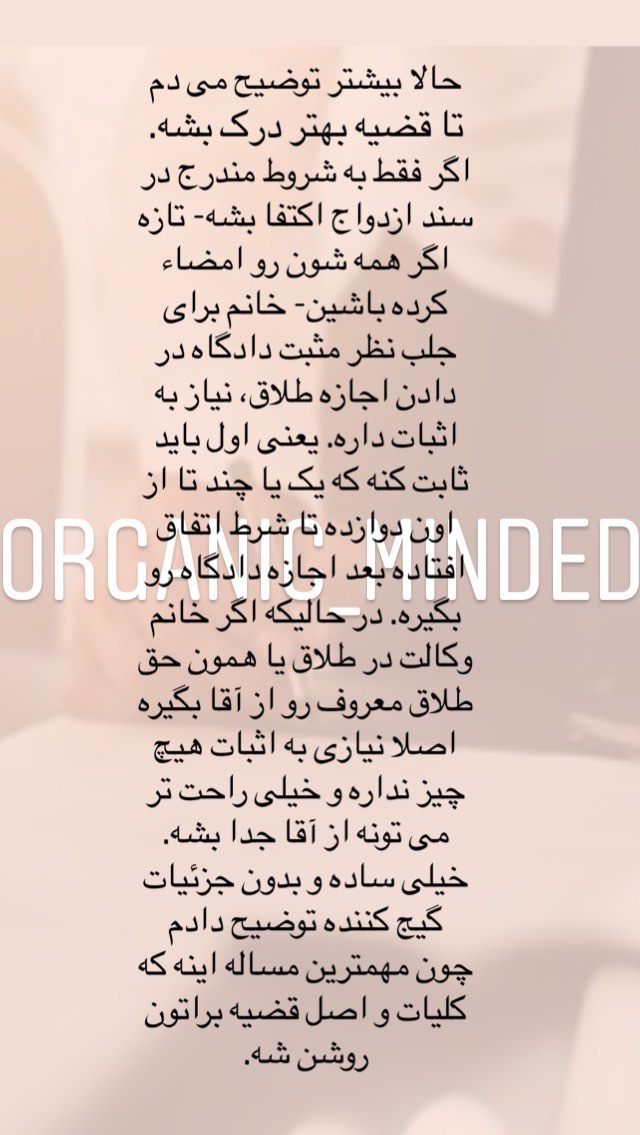 حالا بیشتر توضیح می دم
تا قضیه بهتر درک بشه.
اگر فقط به شروط مندرج در
سند ازدواج اکتفا بشه- تازه
اگر همه شون رو امضاء
کرده باشین- خانم برای
جلب نظر مثبت دادگاه در
دادن اجازه طلاق، نیاز به
اثبات داره. یعنی اول باید
ثابت کنه که یک یا چند تا از
اون دوازده تا شرط اتفاق
ORGANIC_MINDED
افتاده بعد اجازه دادگاه رو
بگیره. در حالیکه اگر خانم
وکالت در طلاق یا همون حق
طلاق معروف رو از آقا بگیره
اصلا نیازی به اثبات هیچ
چیز نداره و خیلی راحت تر
می تونه از آقا جدا بشه.
خیلی ساده و بدون جزئیات
گیج کننده توضیح دادم
چون مهمترین مساله اینه که
کلیات و اصل قضیه براتون
روشن شه.